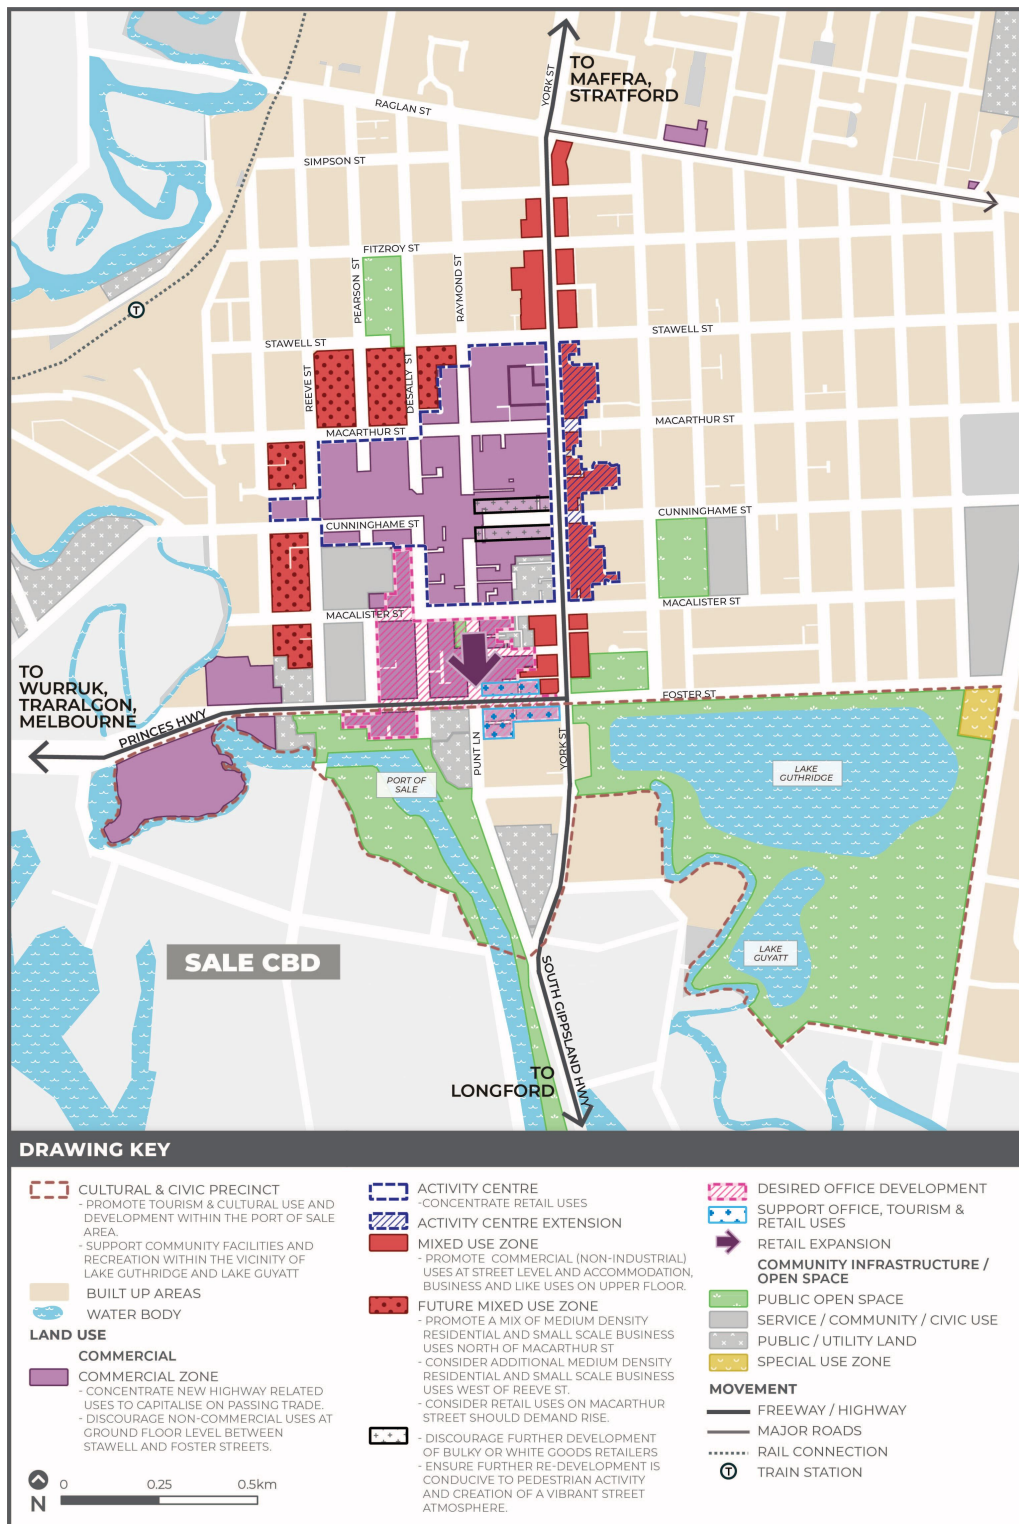 TO
MAFFRA,
STRATFORD
YORK ST
RAGLAN ST
SIMPSON ST
FITZROY ST
PEARSON ST
RAYMOND ST
STAWELL ST
STAWELL ST
REEVE ST
DESALLY ST
MACARTHUR ST
MACARTHUR ST
CUNNINGHAME ST
CUNNINGHAME ST
MACALISTER ST
MACALISTER ST
TO
WURRUK,
TRARALGON,
MELBOURNE
PRINCES HWY
FOSTER ST
PUNT LN
YORK ST
PORT OF
SALE
LAKE
GUTHRIDGE
LAKE
GUYATT
SALE CBD
SOUTH GIPPSLAND HWY
TO
LONGFORD
T
DRAWING KEY
CULTURAL & CIVIC PRECINCT
- PROMOTE TOURISM & CULTURAL USE AND
DEVELOPMENT WITHIN THE PORT OF SALE
AREA.
- SUPPORT COMMUNITY FACILITIES AND
RECREATION WITHIN THE VICINITY OF
LAKE GUTHRIDGE AND LAKE GUYATT
BUILT UP AREAS
WATER BODY
LAND USE
COMMERCIAL
COMMERCIAL ZONE
- CONCENTRATE NEW HIGHWAY RELATED
USES TO CAPITALISE ON PASSING TRADE.
- DISCOURAGE NON-COMMERCIAL USES AT
GROUND FLOOR LEVEL BETWEEN
STAWELL AND FOSTER STREETS.
N
0 0.25 0.5km
ACTIVITY CENTRE
-CONCENTRATE RETAIL USES
ACTIVITY CENTRE EXTENSION
MIXED USE ZONE
- PROMOTE COMMERCIAL (NON-INDUSTRIAL)
USES AT STREET LEVEL AND ACCOMMODATION,
BUSINESS AND LIKE USES ON UPPER FLOOR.
FUTURE MIXED USE ZONE
- PROMOTE A MIX OF MEDIUM DENSITY
RESIDENTIAL AND SMALL SCALE BUSINESS
USES NORTH OF MACARTHUR ST
- CONSIDER ADDITIONAL MEDIUM DENSITY
RESIDENTIAL AND SMALL SCALE BUSINESS
USES WEST OF REEVE ST.
- CONSIDER RETAIL USES ON MACARTHUR
STREET SHOULD DEMAND RISE.
- DISCOURAGE FURTHER DEVELOPMENT
OF BULKY OR WHITE GOODS RETAILERS
- ENSURE FURTHER RE-DEVELOPMENT IS
CONDUCIVE TO PEDESTRIAN ACTIVITY
AND CREATION OF A VIBRANT STREET
ATMOSPHERE.
DESIRED OFFICE DEVELOPMENT
SUPPORT OFFICE, TOURISM &
RETAIL USES
RETAIL EXPANSION
COMMUNITY INFRASTRUCTURE /
OPEN SPACE
PUBLIC OPEN SPACE
SERVICE / COMMUNITY / CIVIC USE
PUBLIC / UTILITY LAND
SPECIAL USE ZONE
MOVEMENT
FREEWAY / HIGHWAY
MAJOR ROADS
RAIL CONNECTION
T TRAIN STATION